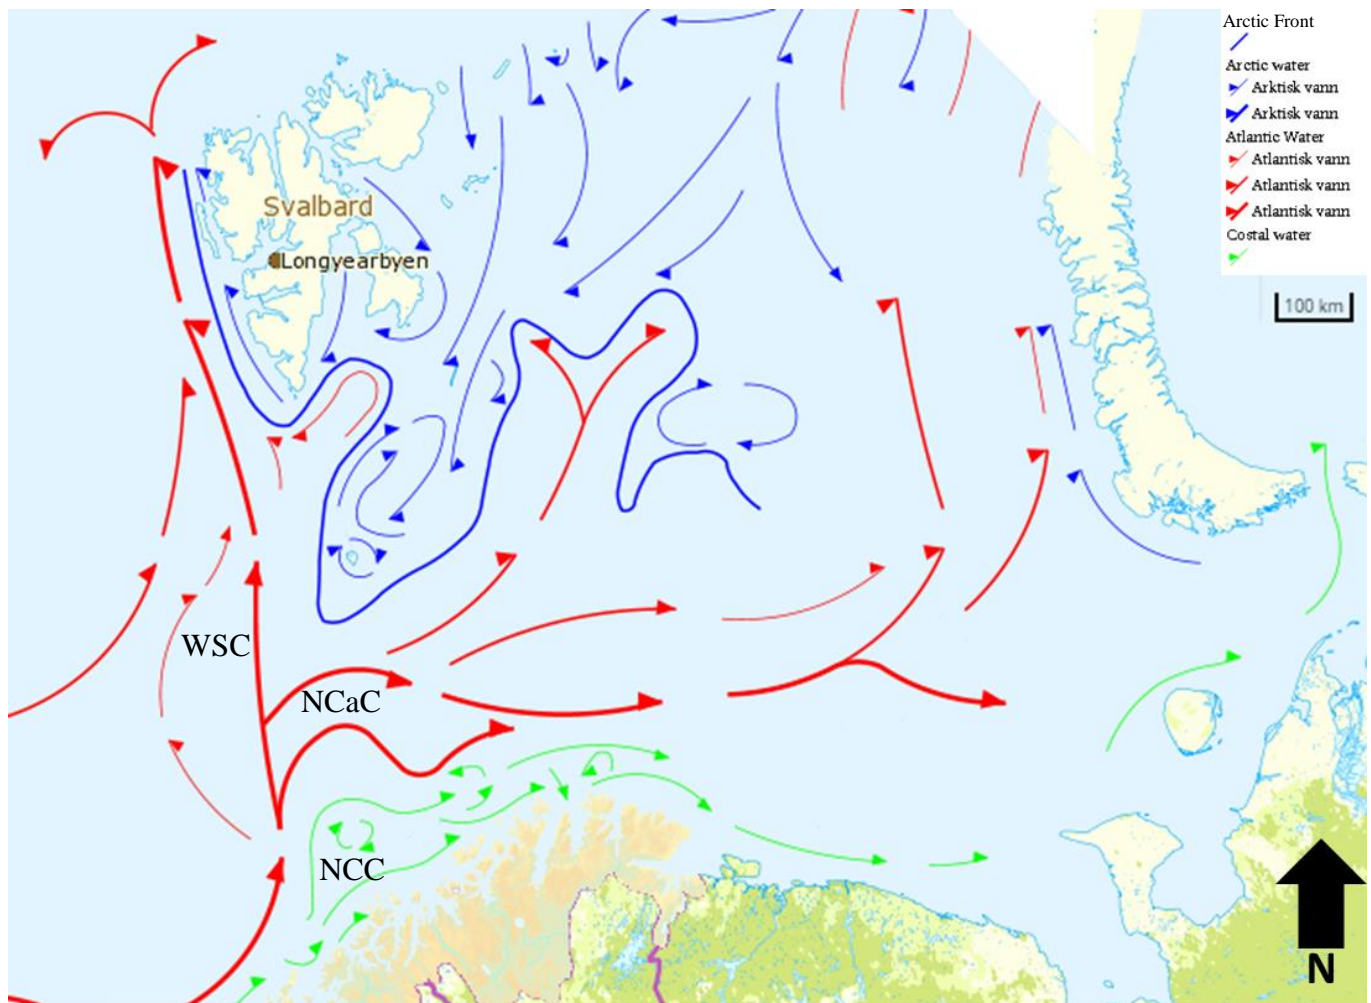 Arctic Front
Arctic water
Arktisk vann
Arktisk vann
Atlantic Water
Atlantisk vann
Atlantisk vann
Atlantisk vann
Costal water
100 km
Svalbard
Longyearbyen
WSC
NCaC
NCC
N